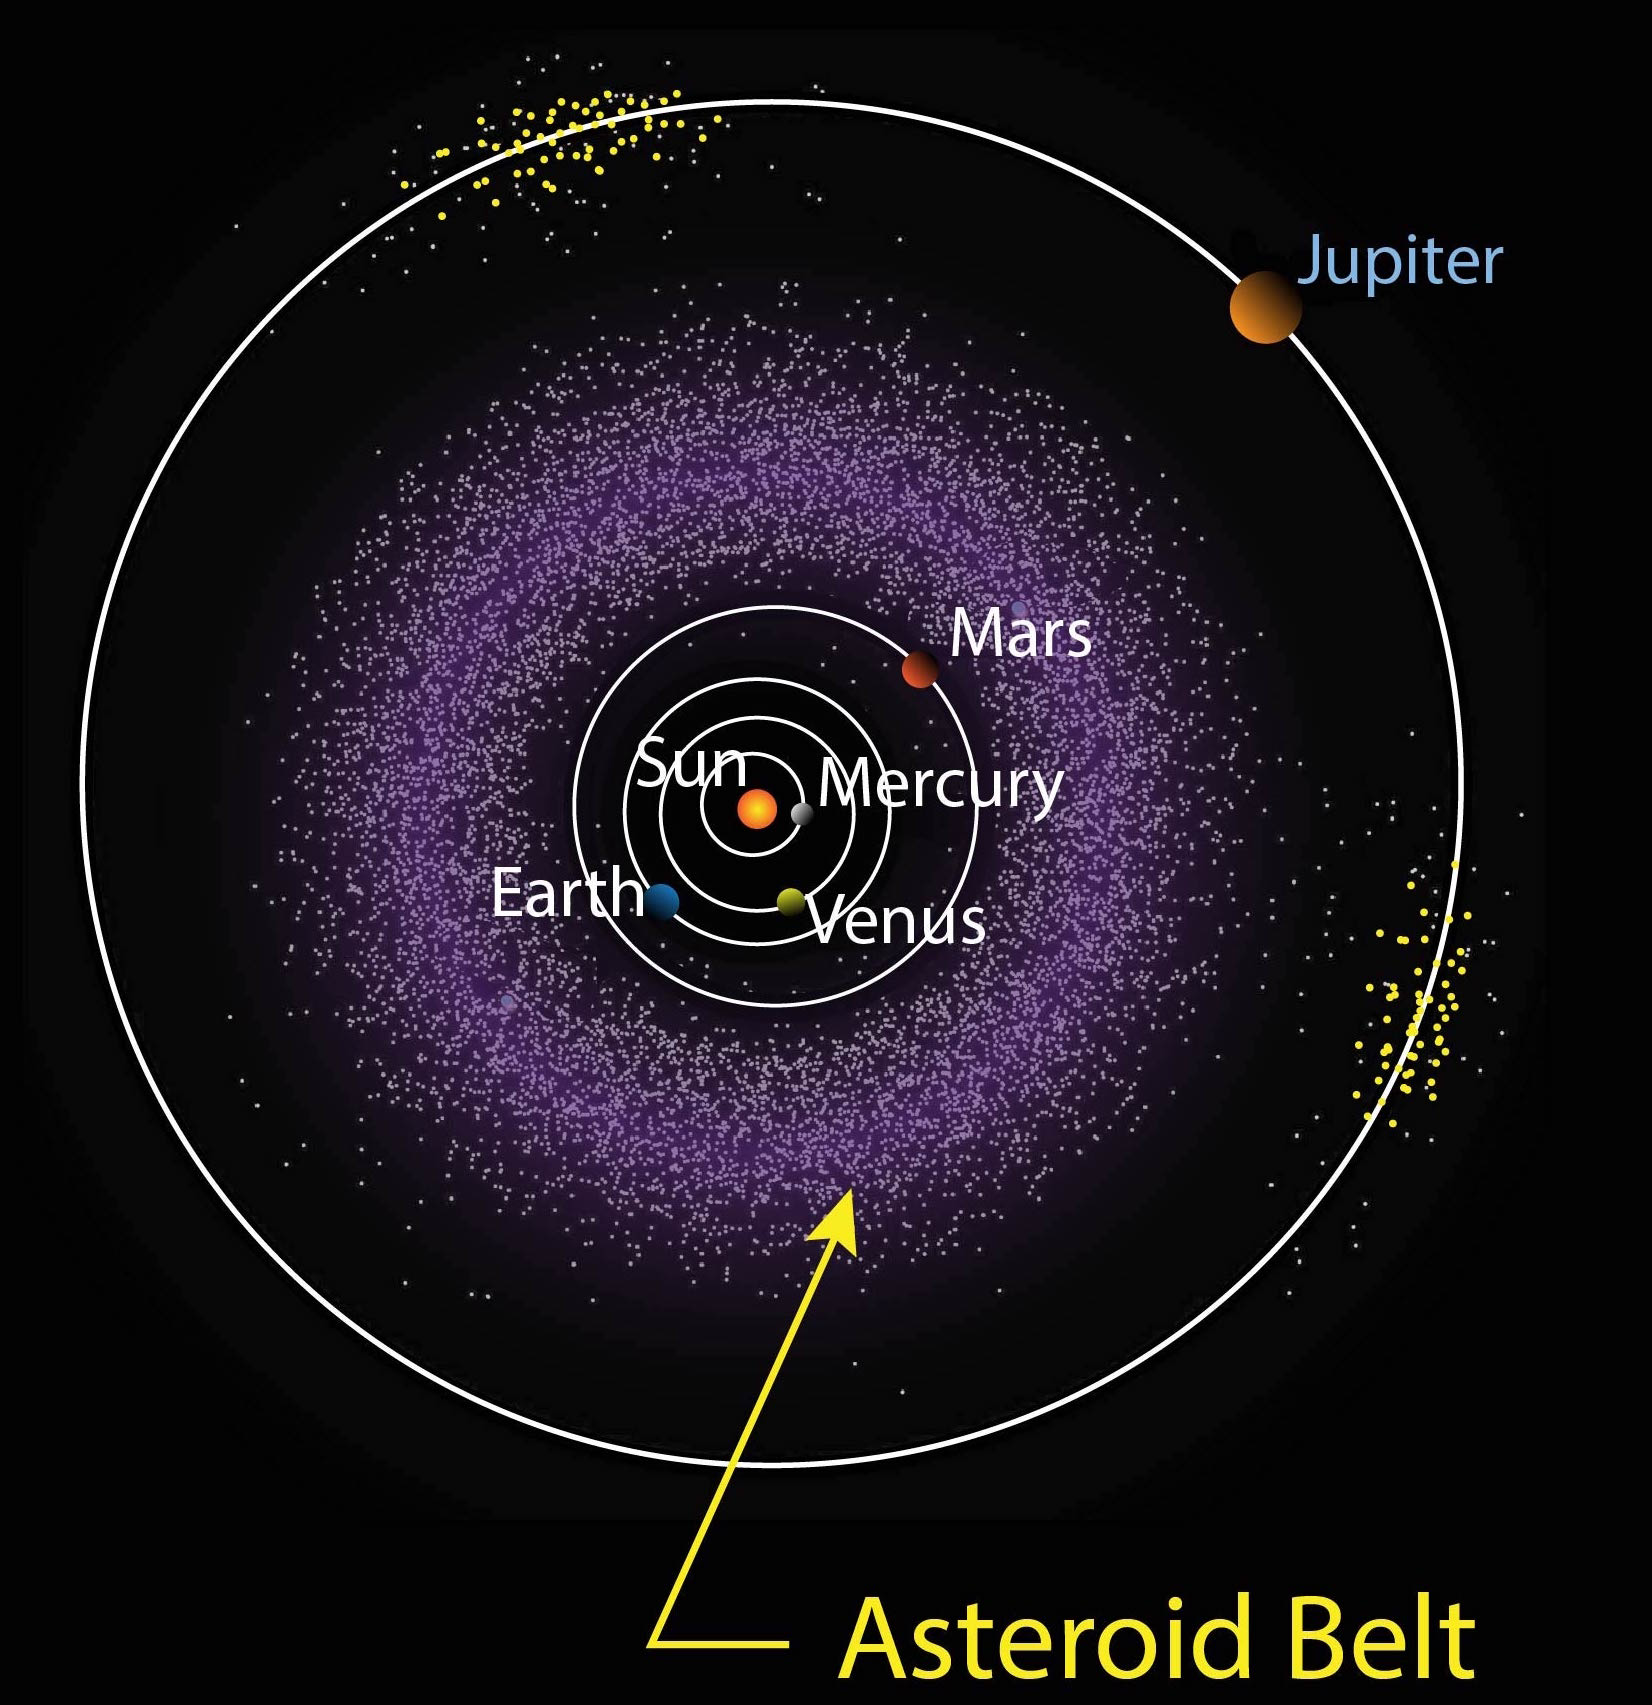 Jupiter
Mars
Sun
Mercury
Earth
Venus
Asteroid Belt